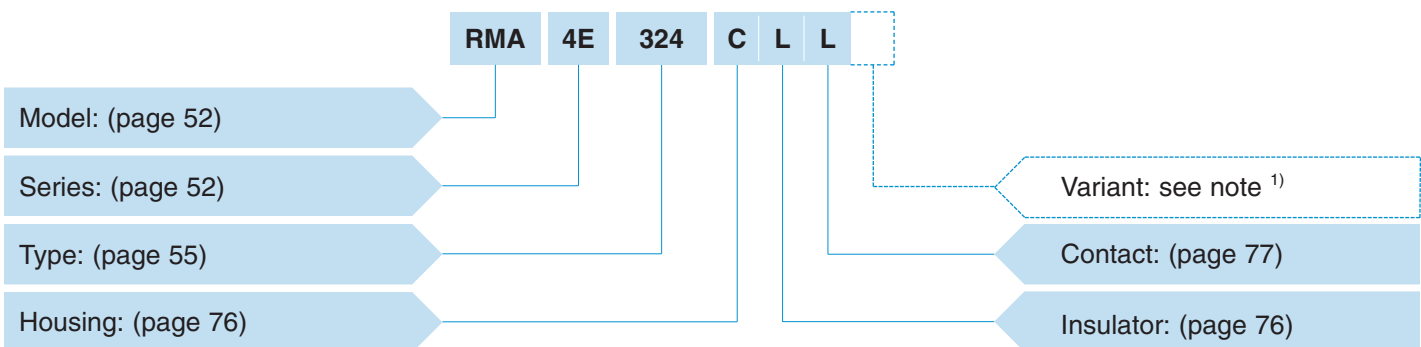 RMA 4E 324 C L L
Model: (page 52)
Series: (page 52)
Variant: see note 1)
Type: (page 55)
Contact: (page 77)
Housing: (page 76)
Insulator: (page 76)